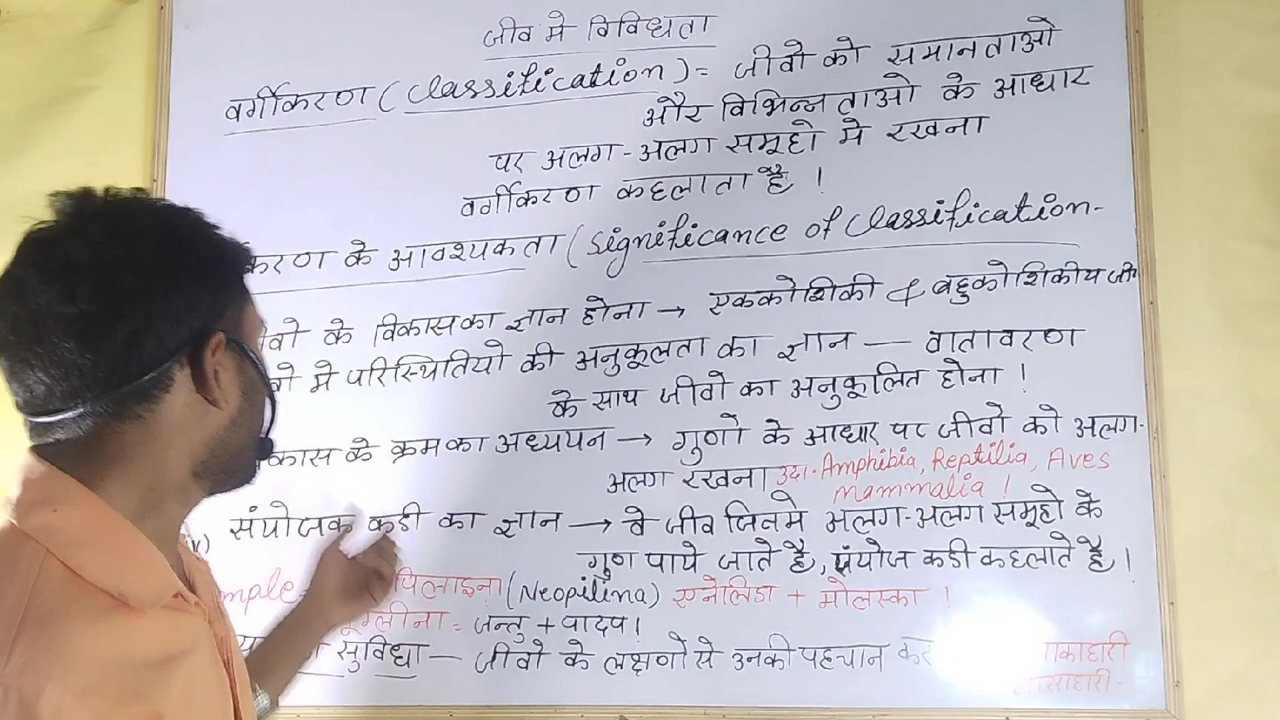 जीव मे विविधता
वर्गीकरण (Classification) = जीवो को समानताओ
और विभिन्नताओ के आधार
पर अलग-अलग समूहो मे रखना
वर्गीकरण कहलाता है !
करण के आवश्यकता (Significance of Classification-
वो के विकास का ज्ञान होना → एककोशिकी & बहुकोशिकीय जी
वो मे परिस्थितियो की अनुकूलता का ज्ञान — वातावरण
के साथ जीवो का अनुकूलित होना !
कास के क्रम का अध्ययन → गुणो के आधार पर जीवो को अलग-
अलग रखना उदा. Amphibia, Reptilia, Aves
mammalia !
iv) संयोजक कडी का ज्ञान → वे जीव जिनमे अलग-अलग समूहो के
गुण पाये जाते है, संयोज कडी कहलाते है !
mple पिलाइना (Neopilina) एनेलिडा + मोलस्का !
ग्लीना = जन्तु + पादप !
सुविधा — जीवो के लक्षणो से उनकी पहचान कर काहारी
साहारी-